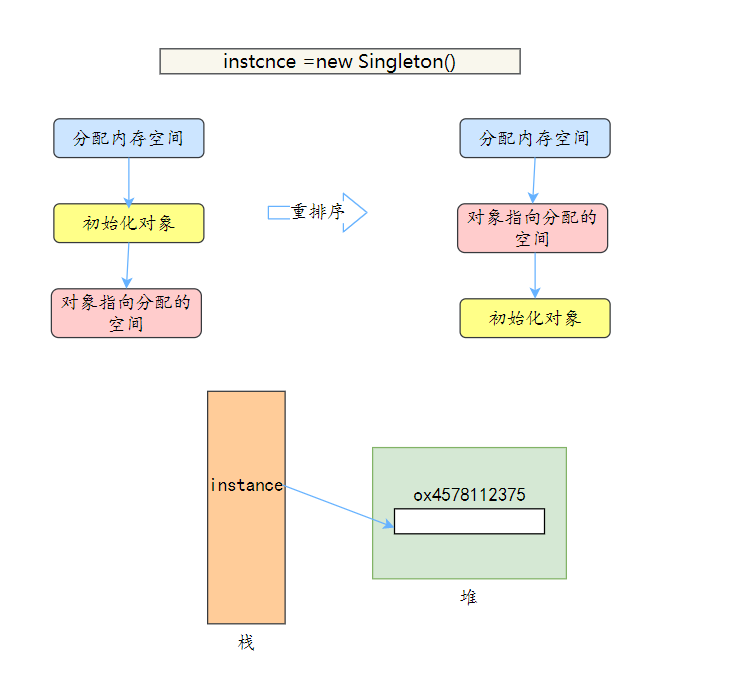 instcnce =new Singleton()
分配内存空间
初始化对象
对象指向分配的
空间
重排序
分配内存空间
对象指向分配的
空间
初始化对象
instance
栈
ox4578112375
堆